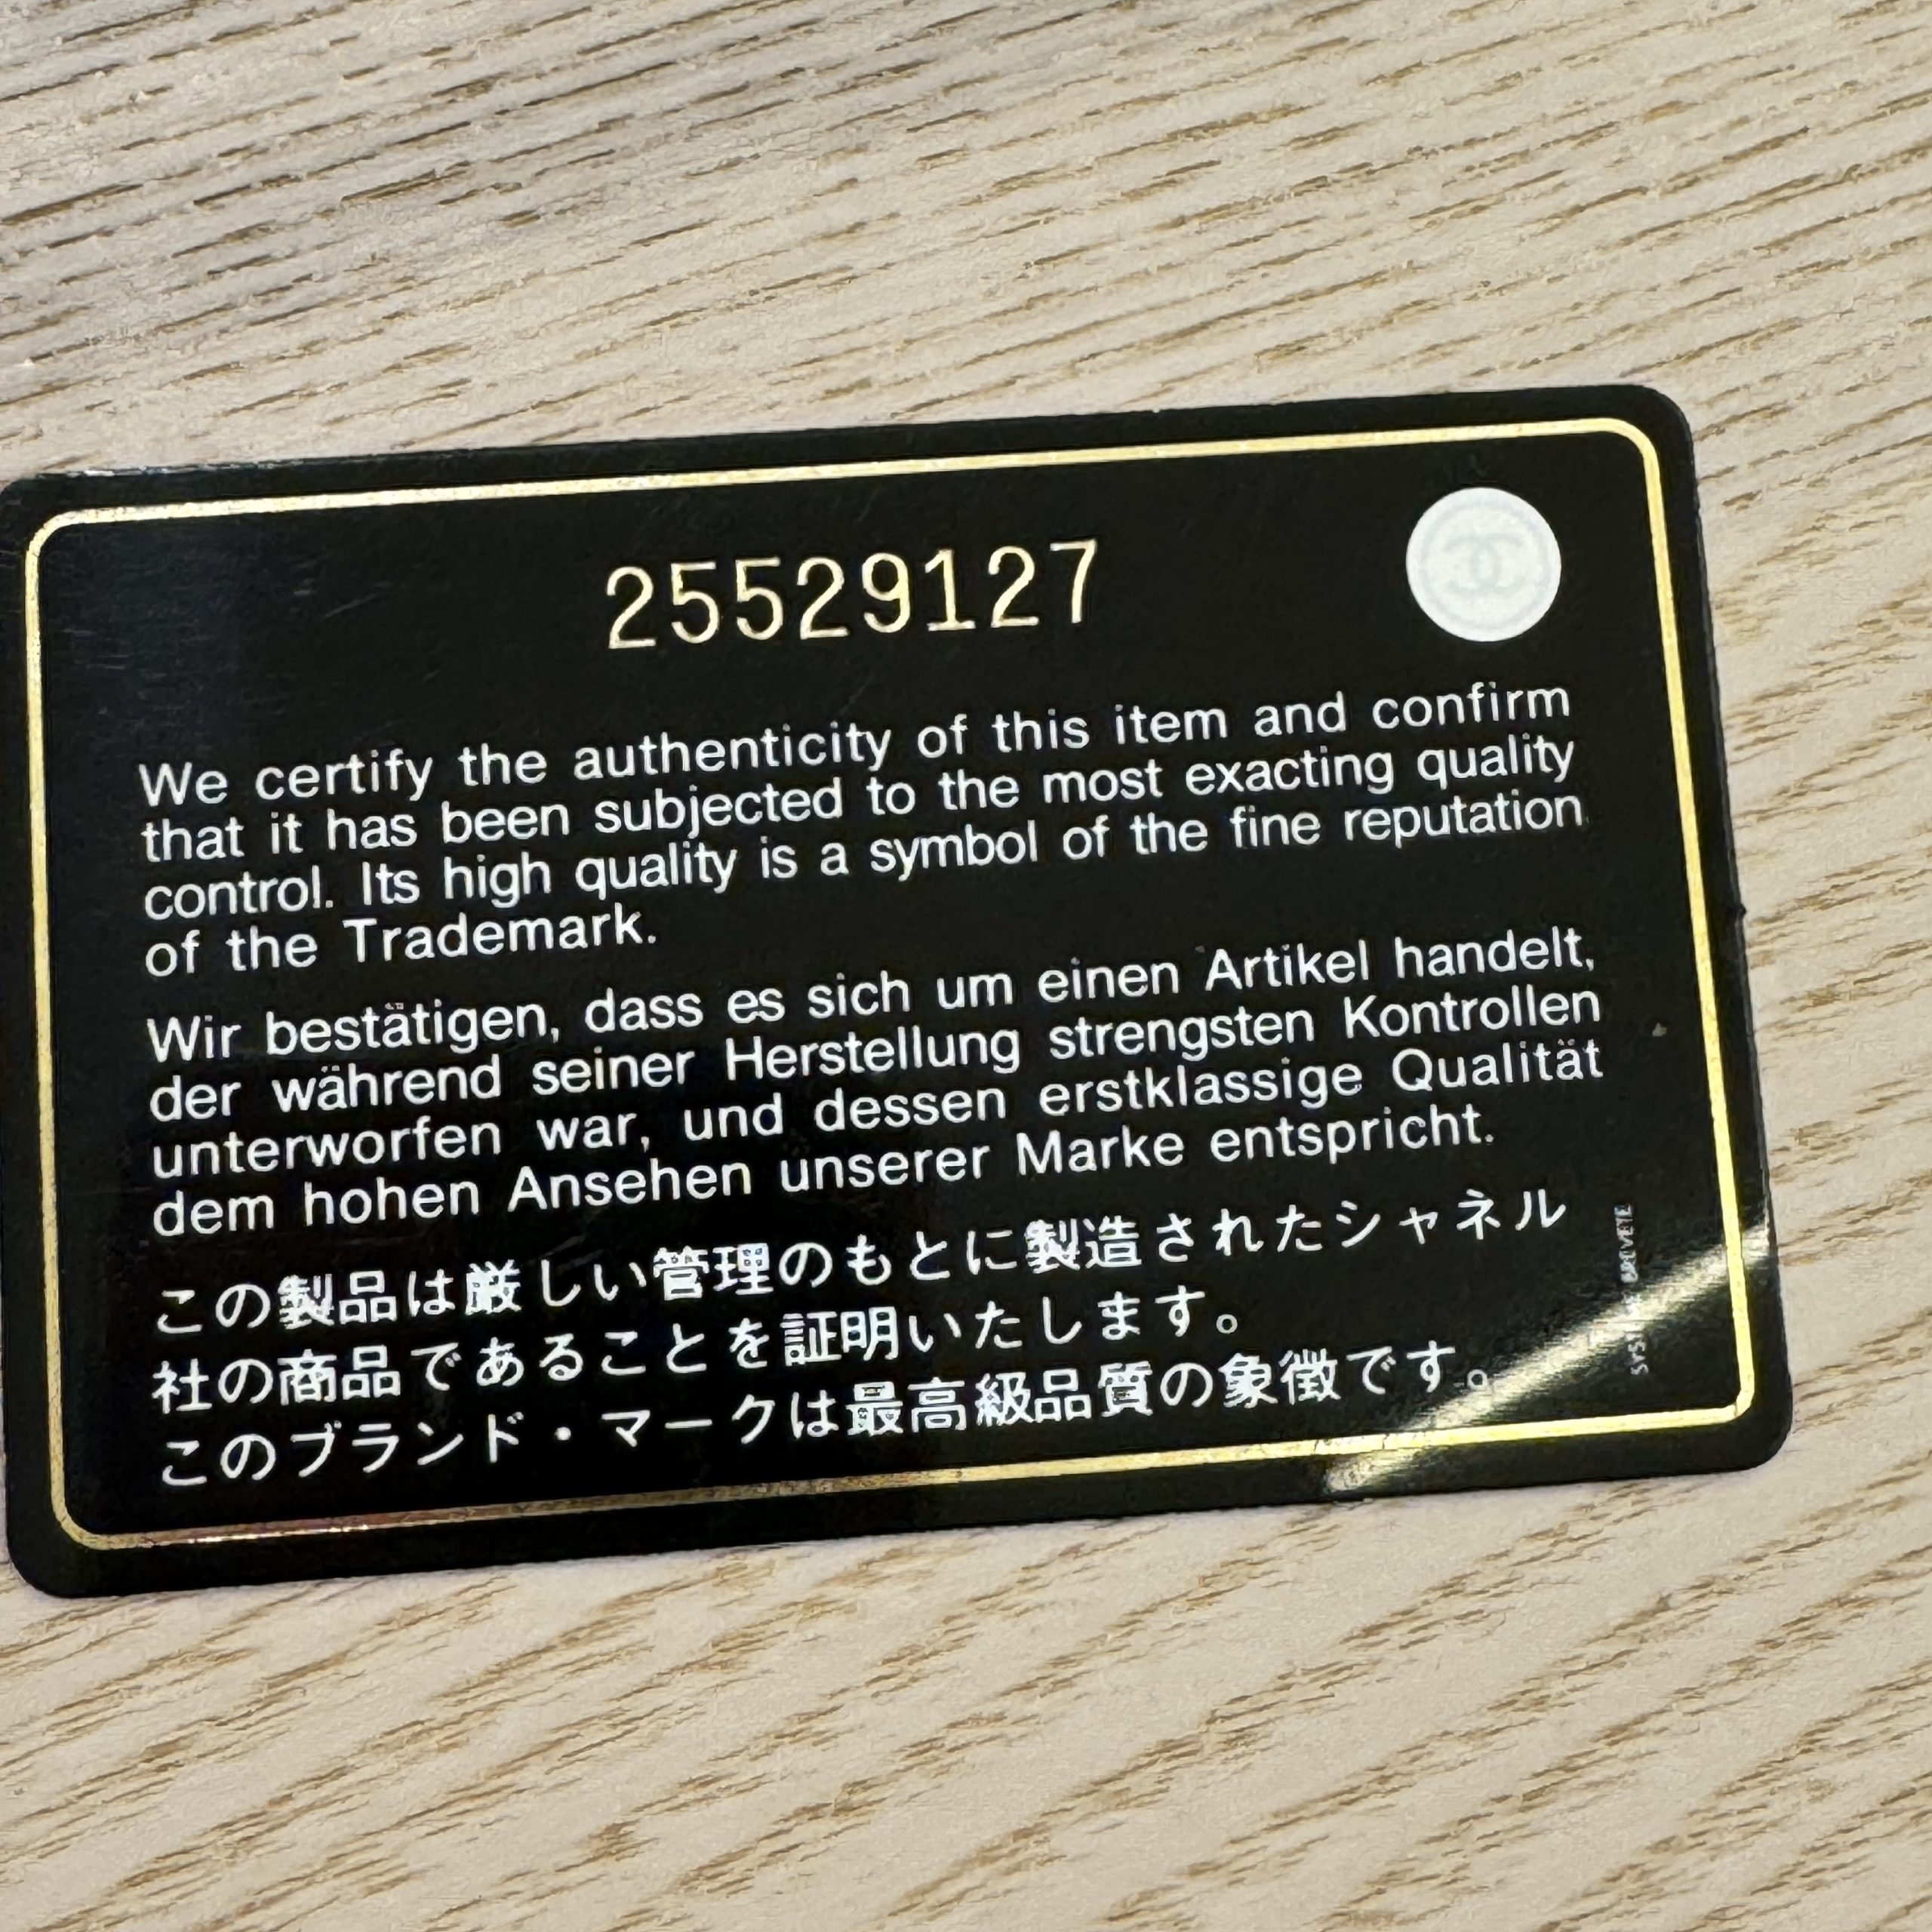 25529127
We certify the authenticity of this item and confirm
that it has been subjected to the most exacting quality
control. Its high quality is a symbol of the fine reputation
of the Trademark.
Wir bestätigen, dass es sich um einen Artikel handelt,
der während seiner Herstellung strengsten Kontrollen
unterworfen war, und dessen erstklassige Qualität
dem hohen Ansehen unserer Marke entspricht.
この製品は厳しい管理のもとに製造されたシャネル
社の商品であることを証明いたします。
このブランド・マークは最高級品質の象徴です。
BREVETE